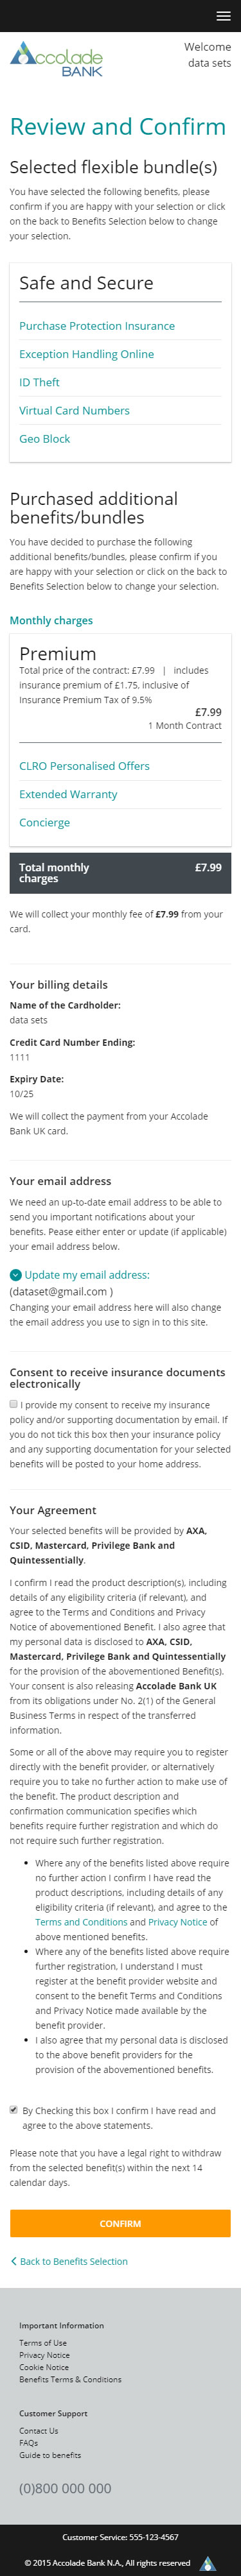 Accolade
BANK
Welcome
data sets
Review and Confirm
Selected flexible bundle(s)
You have selected the following benefits, please
confirm if you are happy with your selection or click
on the back to Benefits Selection below to change
your selection.
Safe and Secure
Purchase Protection Insurance
Exception Handling Online
ID Theft
Virtual Card Numbers
Geo Block
Purchased additional
benefits/bundles
You have decided to purchase the following
additional benefits/bundles, please confirm if you
are happy with your selection or click on the back to
Benefits Selection below to change your selection.
Monthly charges
Premium
Total price of the contract: £7.99 | includes
insurance premium of £1.75, inclusive of
Insurance Premium Tax of 9.5%
£7.99
1 Month Contract
CLRO Personalised Offers
Extended Warranty
Concierge
Total monthly £7.99
charges
We will collect your monthly fee of £7.99 from your
card.
Your billing details
Name of the Cardholder:
data sets
Credit Card Number Ending:
1111
Expiry Date:
10/25
We will collect the payment from your Accolade
Bank UK card.
Your email address
We need an up-to-date email address to be able to
send you important notifications about your
benefits. Pease either enter or update (if applicable)
your email address below.
Update my email address:
(dataset@gmail.com )
Changing your email address here will also change
the email address you use to sign in to this site.
Consent to receive insurance documents
electronically
I provide my consent to receive my insurance
policy and/or supporting documentation by email. If
you do not tick this box then your insurance policy
and any supporting documentation for your selected
benefits will be posted to your home address.
Your Agreement
Your selected benefits will be provided by AXA,
CSID, Mastercard, Privilege Bank and
Quintessentially.
I confirm I read the product description(s), including
details of any eligibility criteria (if relevant), and
agree to the Terms and Conditions and Privacy
Notice of abovementioned Benefit. I also agree that
my personal data is disclosed to AXA, CSID,
Mastercard, Privilege Bank and Quintessentially
for the provision of the abovementioned Benefit(s).
Your consent is also releasing Accolade Bank UK
from its obligations under No. 2(1) of the General
Business Terms in respect of the transferred
information.
Some or all of the above may require you to register
directly with the benefit provider, or alternatively
require you to take no further action to make use of
the benefit. The product description and
confirmation communication specifies which
benefits require further registration and which do
not require such further registration.
• Where any of the benefits listed above require
no further action I confirm I have read the
product descriptions, including details of any
eligibility criteria (if relevant), and agree to the
Terms and Conditions and Privacy Notice of
above mentioned benefits.
• Where any of the benefits listed above require
further registration, I understand I must
register at the benefit provider website and
consent to the benefit Terms and Conditions
and Privacy Notice made available by the
benefit provider.
• I also agree that my personal data is disclosed
to the above benefit providers for the
provision of the abovementioned benefits.
By Checking this box I confirm I have read and
agree to the above statements.
Please note that you have a legal right to withdraw
from the selected benefit(s) within the next 14
calendar days.
CONFIRM
Back to Benefits Selection
Important Information
Terms of Use
Privacy Notice
Cookie Notice
Benefits Terms & Conditions
Customer Support
Contact Us
FAQs
Guide to benefits
(0)800 000 000
Customer Service: 555-123-4567
© 2015 Accolade Bank N.A., All rights reserved